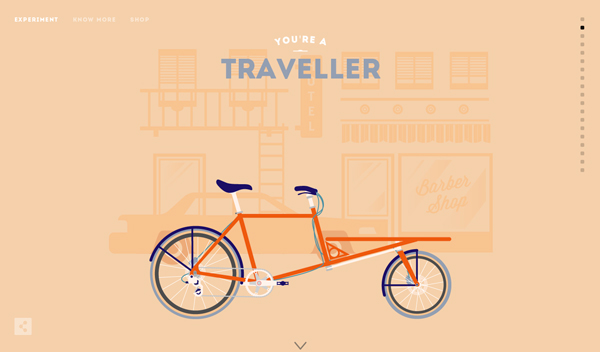 EXPERIMENT KNOW MORE SHOP
YOU'RE A
TRAVELLER
Barber
Shop